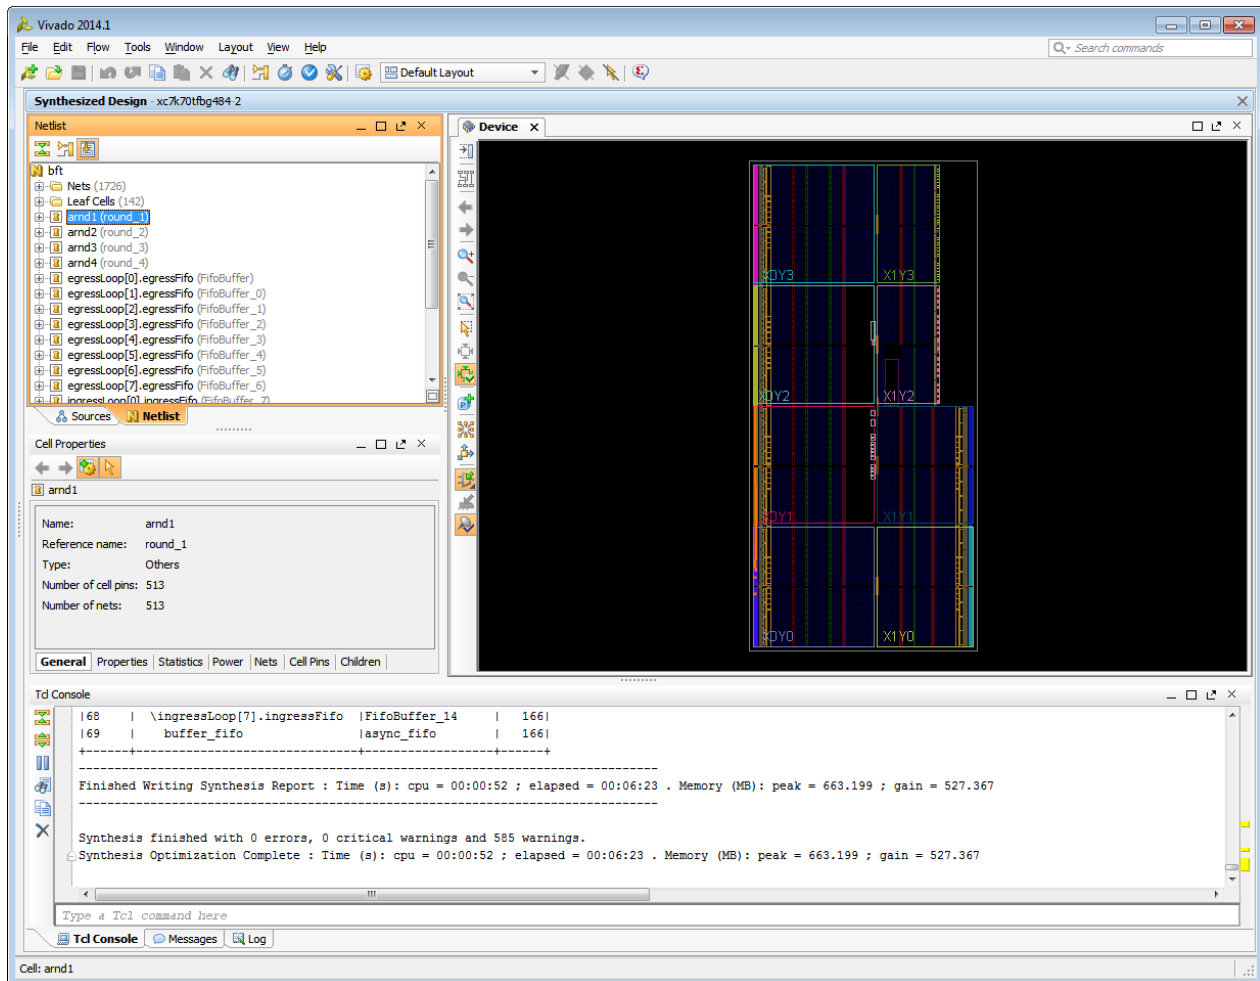 Vivado 2014.1
File Edit Flow Tools Window Layout View Help
Search commands
Default Layout
Synthesized Design - xc7k70tfbg484-2
Netlist
bft
Nets (1726)
Leaf Cells (142)
arnd1 (round_1)
arnd2 (round_2)
arnd3 (round_3)
arnd4 (round_4)
egressLoop[0].egressFifo (FifoBuffer)
egressLoop[1].egressFifo (FifoBuffer_0)
egressLoop[2].egressFifo (FifoBuffer_1)
egressLoop[3].egressFifo (FifoBuffer_2)
egressLoop[4].egressFifo (FifoBuffer_3)
egressLoop[5].egressFifo (FifoBuffer_4)
egressLoop[6].egressFifo (FifoBuffer_5)
egressLoop[7].egressFifo (FifoBuffer_6)
ingressLoop[0].ingressFifo (FifoBuffer_7)
Sources Netlist
Cell Properties
arnd1
Name: arnd1
Reference name: round_1
Type: Others
Number of cell pins: 513
Number of nets: 513
General Properties Statistics Power Nets Cell Pins Children
Device
X0Y3 X1Y3
X0Y2 X1Y2
X0Y1 X1Y1
X0Y0 X1Y0
Tcl Console
|68 | \ingressLoop[7].ingressFifo |FifoBuffer_14 | 166|
|69 | buffer_fifo |async_fifo | 166|
+------+-------------------------------+-------------------+------+
---------------------------------------------------------------------------------
Finished Writing Synthesis Report : Time (s): cpu = 00:00:52 ; elapsed = 00:06:23 . Memory (MB): peak = 663.199 ; gain = 527.367
---------------------------------------------------------------------------------
Synthesis finished with 0 errors, 0 critical warnings and 585 warnings.
Synthesis Optimization Complete : Time (s): cpu = 00:00:52 ; elapsed = 00:06:23 . Memory (MB): peak = 663.199 ; gain = 527.367
Type a Tcl command here
Tcl Console Messages Log
Cell: arnd1